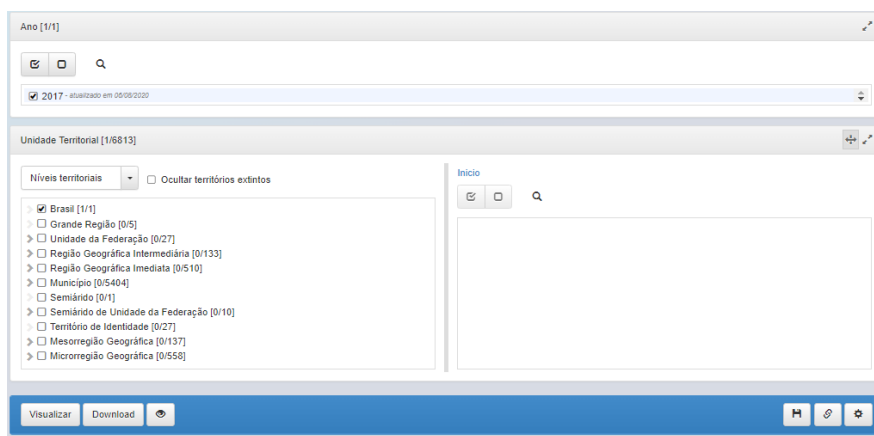 Ano [1/1]
2017 - atualizado em 06/08/2020
Unidade Territorial [1/6813]
Níveis territoriais
Ocultar territórios extintos
Brasil [1/1]
Grande Região [0/5]
Unidade da Federação [0/27]
Região Geográfica Intermediária [0/133]
Região Geográfica Imediata [0/510]
Município [0/5404]
Semiárido [0/1]
Semiárido de Unidade da Federação [0/10]
Território de Identidade [0/27]
Mesorregião Geográfica [0/137]
Microrregião Geográfica [0/558]
Início
Visualizar Download